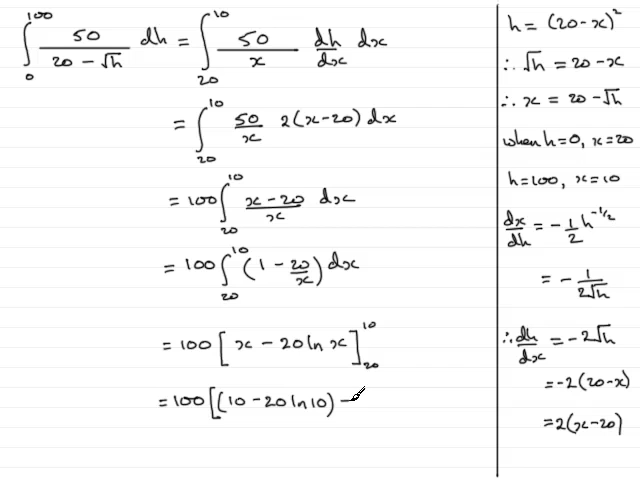 ∫₀¹⁰⁰ 50/(20 − √h) dh = ∫₂₀¹⁰ 50/x dh/dx dx
= ∫₂₀¹⁰ 50/x 2(x−20) dx
= 100 ∫₂₀¹⁰ (x − 20)/x dx
= 100 ∫₂₀¹⁰ (1 − 20/x) dx
= 100 [x − 20 ln x]₂₀¹⁰
= 100 [(10 − 20 ln 10) −
h = (20 − x)²
∴ √h = 20 − x
∴ x = 20 − √h
when h = 0, x = 20
h = 100, x = 10
dx/dh = −1/2 h^(−1/2)
= − 1/(2√h)
∴ dh/dx = −2√h
= −2(20 − x)
= 2(x − 20)